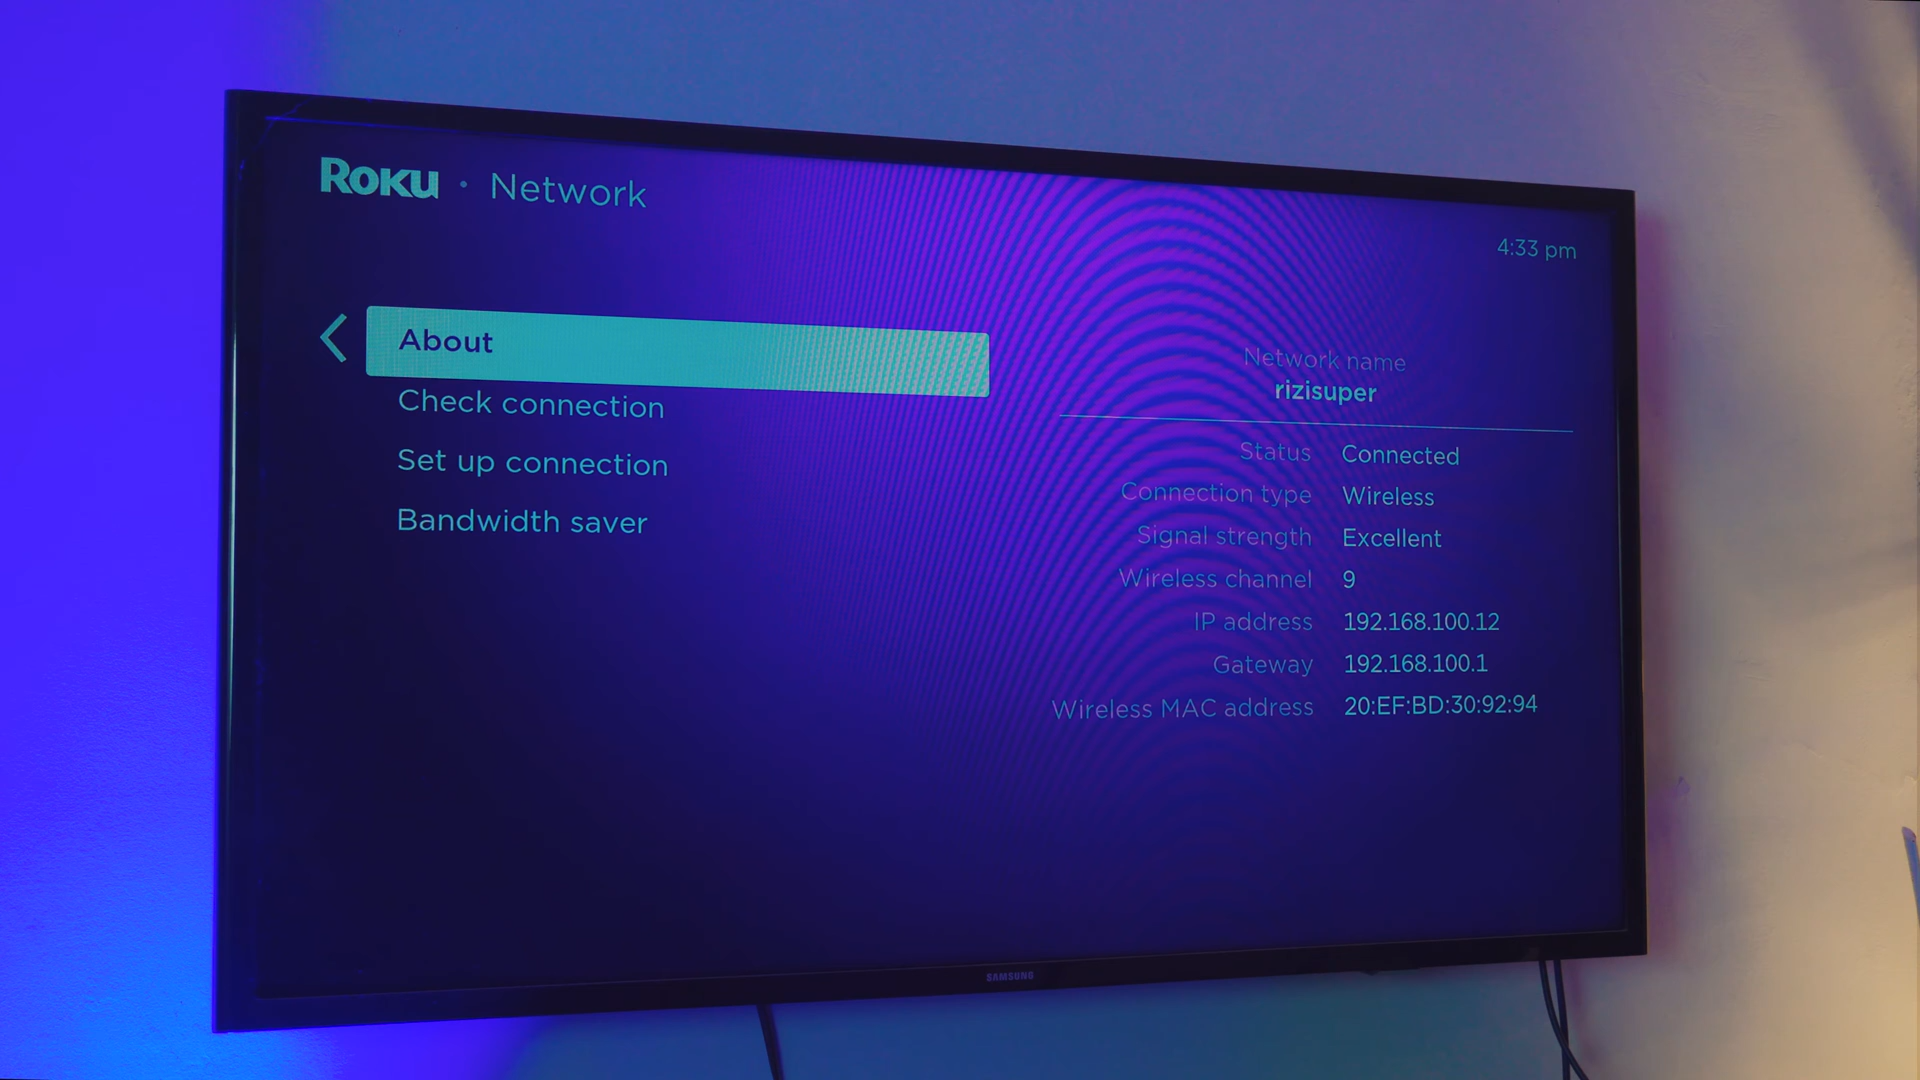 Roku · Network
4:33 pm
About
Check connection
Set up connection
Bandwidth saver
Network name
rizisuper
Status Connected
Connection type Wireless
Signal strength Excellent
Wireless channel 9
IP address 192.168.100.12
Gateway 192.168.100.1
Wireless MAC address 20:EF:BD:30:92:94
SAMSUNG